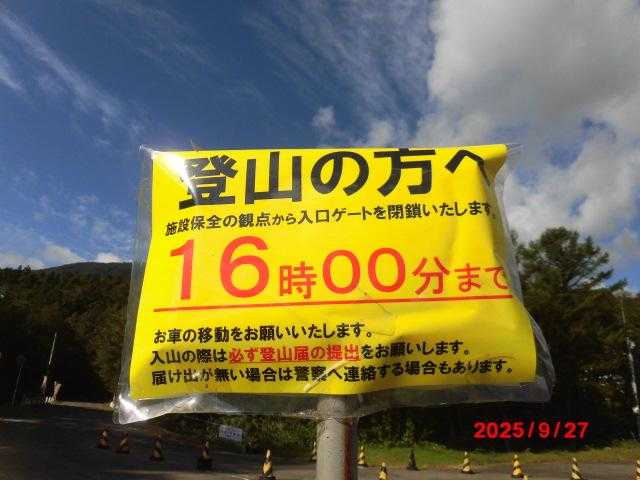 登山の方へ
施設保全の観点から入口ゲートを閉鎖いたします。
16時00分まで
お車の移動をお願いいたします。
入山の際は必ず登山届の提出をお願いします。
届け出が無い場合は警察へ連絡する場合もあります。
2025/9/27